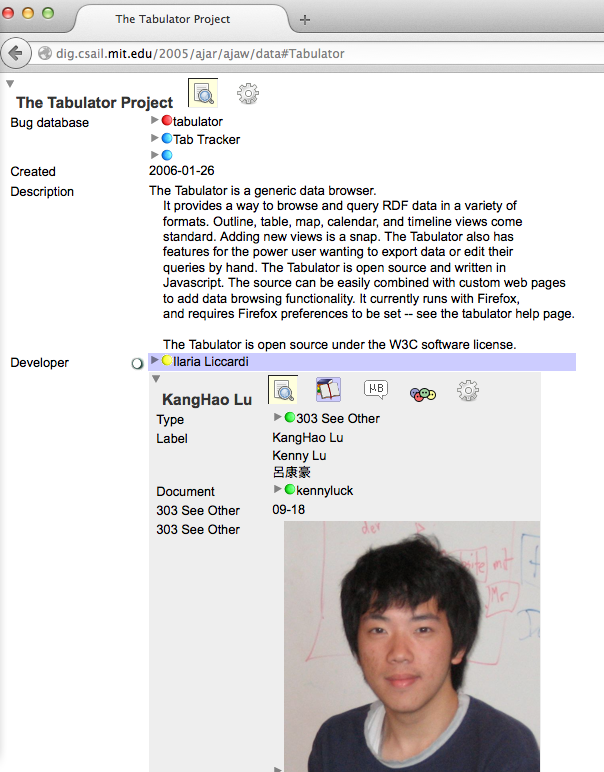 The Tabulator Project
dig.csail.mit.edu/2005/ajar/ajaw/data#Tabulator
The Tabulator Project
Bug database
tabulator
Tab Tracker
Created
2006-01-26
Description
The Tabulator is a generic data browser.
It provides a way to browse and query RDF data in a variety of
formats. Outline, table, map, calendar, and timeline views come
standard. Adding new views is a snap. The Tabulator also has
features for the power user wanting to export data or edit their
queries by hand. The Tabulator is open source and written in
Javascript. The source can be easily combined with custom web pages
to add data browsing functionality. It currently runs with Firefox,
and requires Firefox preferences to be set -- see the tabulator help page.
The Tabulator is open source under the W3C software license.
Developer
Ilaria Liccardi
KangHao Lu
μB
Type
303 See Other
Label
KangHao Lu
Kenny Lu
呂康豪
Document
kennyluck
303 See Other
09-18
303 See Other
der
mt
Mr